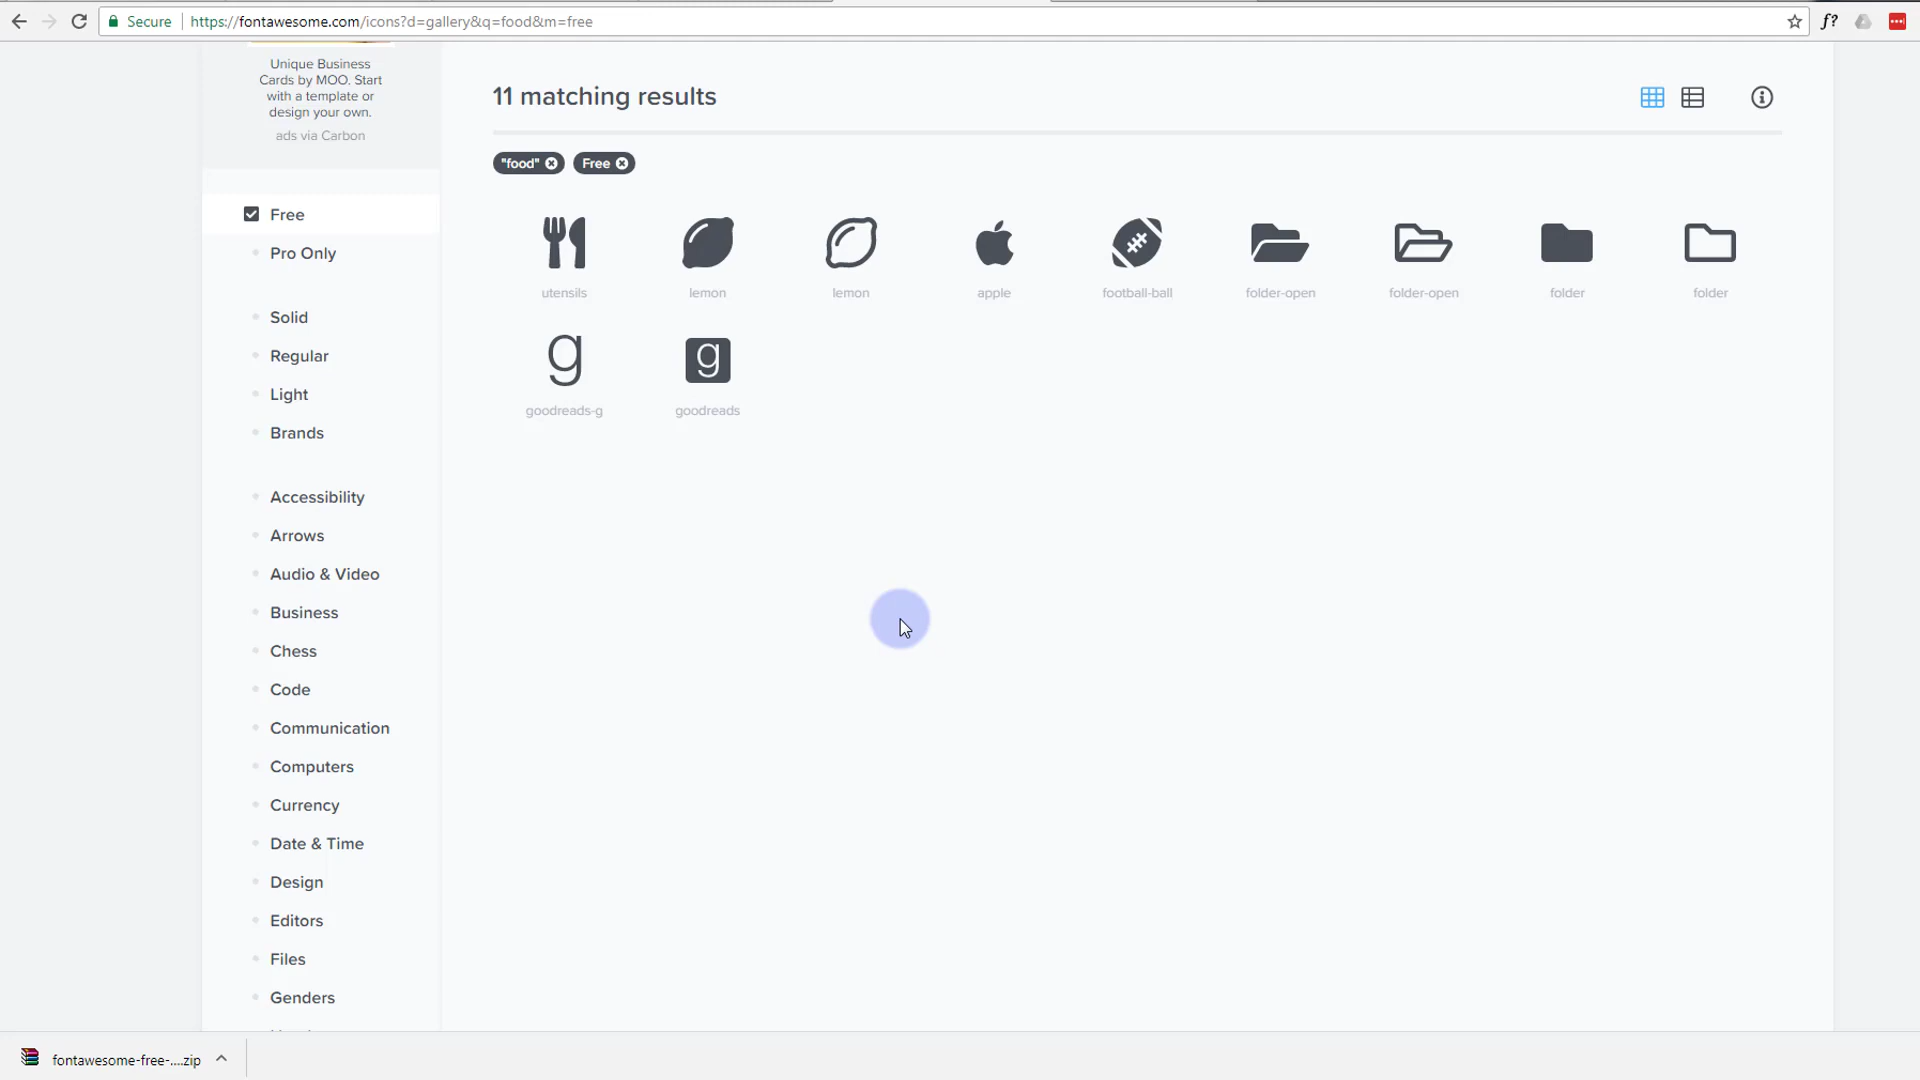 Secure
https://fontawesome.com/icons?d=gallery&q=food&m=free
f?
Unique Business
Cards by MOO. Start
with a template or
design your own.
ads via Carbon
Free
Pro Only
Solid
Regular
Light
Brands
Accessibility
Arrows
Audio & Video
Business
Chess
Code
Communication
Computers
Currency
Date & Time
Design
Editors
Files
Genders
11 matching results
"food"
Free
utensils
lemon
lemon
apple
football-ball
folder-open
folder-open
folder
folder
g
g
goodreads-g
goodreads
fontawesome-free-....zip